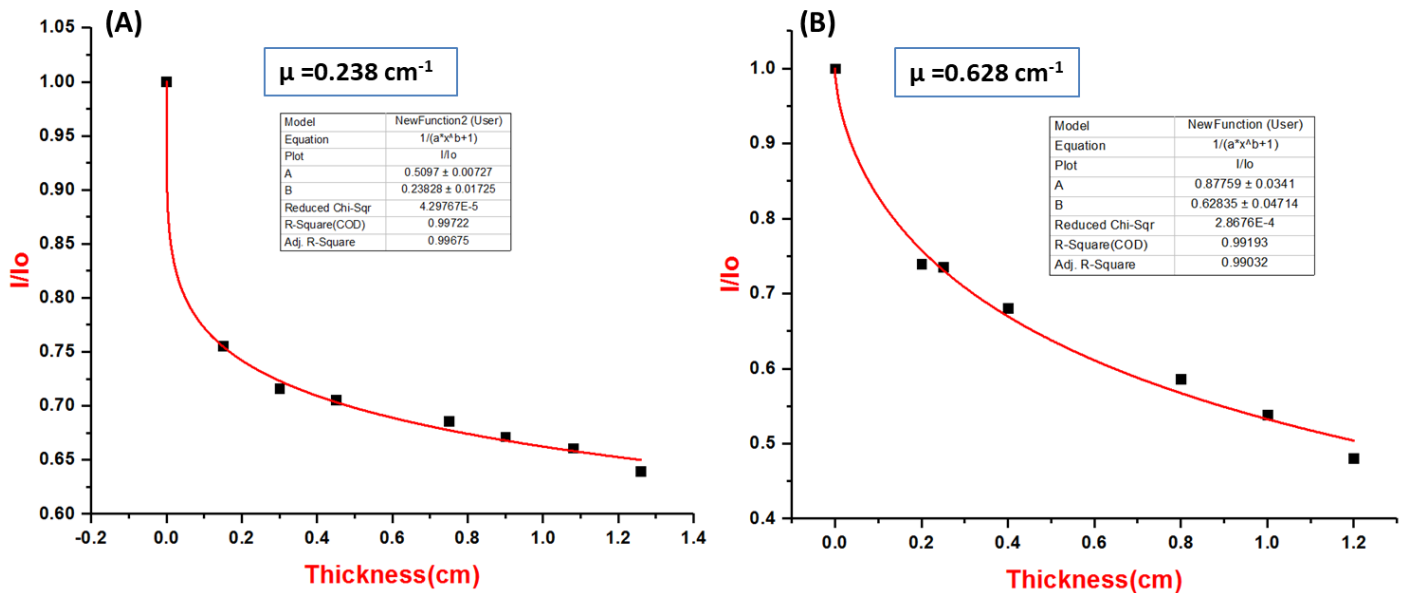 (A)
μ =0.238 cm-1
Model NewFunction2 (User)
Equation 1/(a*x^b+1)
Plot I/Io
A 0.5097 ± 0.00727
B 0.23828 ± 0.01725
Reduced Chi-Sqr 4.29767E-5
R-Square(COD) 0.99722
Adj. R-Square 0.99675
I/Io
1.05
1.00
0.95
0.90
0.85
0.80
0.75
0.70
0.65
0.60
-0.2 0.0 0.2 0.4 0.6 0.8 1.0 1.2 1.4
Thickness(cm)
(B)
μ =0.628 cm-1
Model NewFunction (User)
Equation 1/(a*x^b+1)
Plot I/Io
A 0.87759 ± 0.0341
B 0.62835 ± 0.04714
Reduced Chi-Sqr 2.8676E-4
R-Square(COD) 0.99193
Adj. R-Square 0.99032
I/Io
1.0
0.9
0.8
0.7
0.6
0.5
0.4
0.0 0.2 0.4 0.6 0.8 1.0 1.2
Thickness(cm)